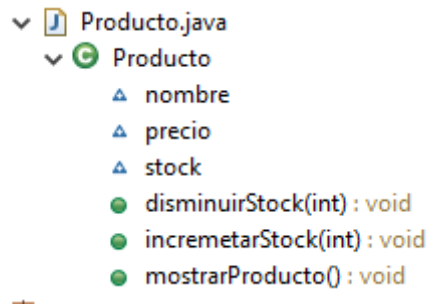 Producto.java
Producto
nombre
precio
stock
disminuirStock(int) : void
incremetarStock(int) : void
mostrarProducto() : void